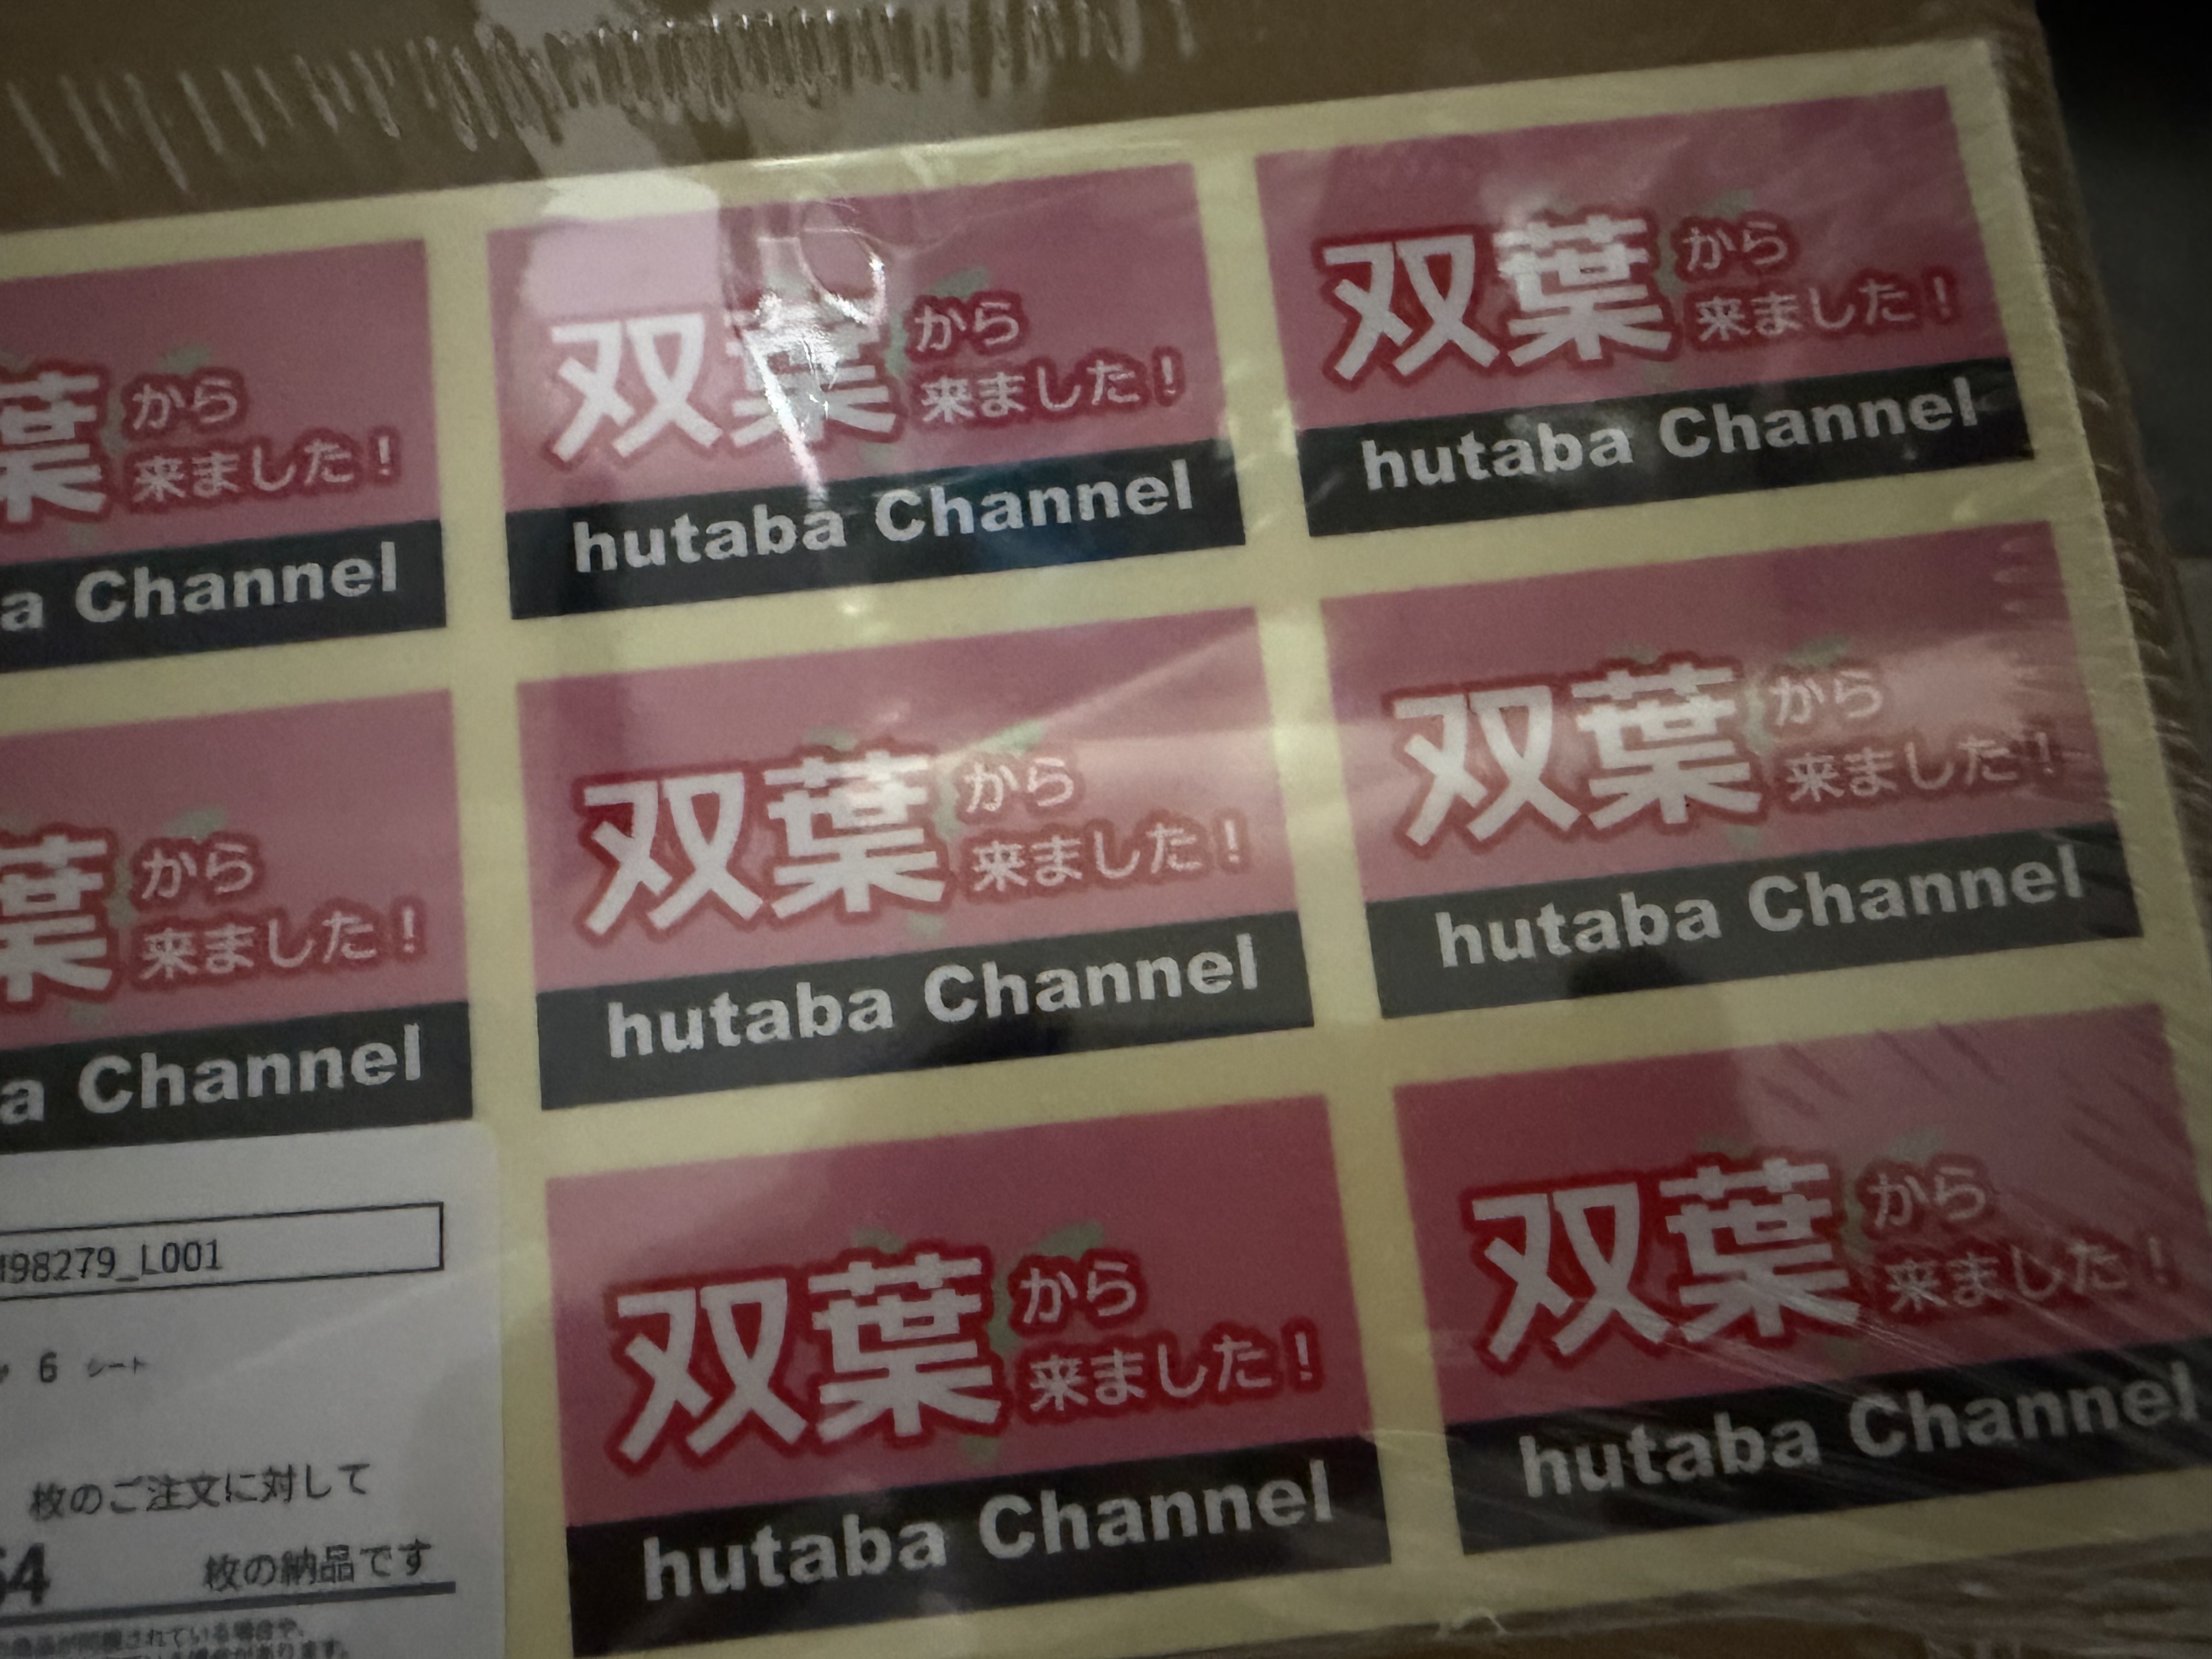 葉から
来ました！
a Channel
双葉から
来ました！
hutaba Channel
双葉から
来ました！
hutaba Channel
葉から
来ました！
a Channel
双葉から
来ました！
hutaba Channel
双葉から
来ました！
hutaba Channel
98279_L001
6 シート
枚のご注文に対して
64 枚の納品です
双葉から
来ました！
hutaba Channel
双葉から
来ました！
hutaba Channel